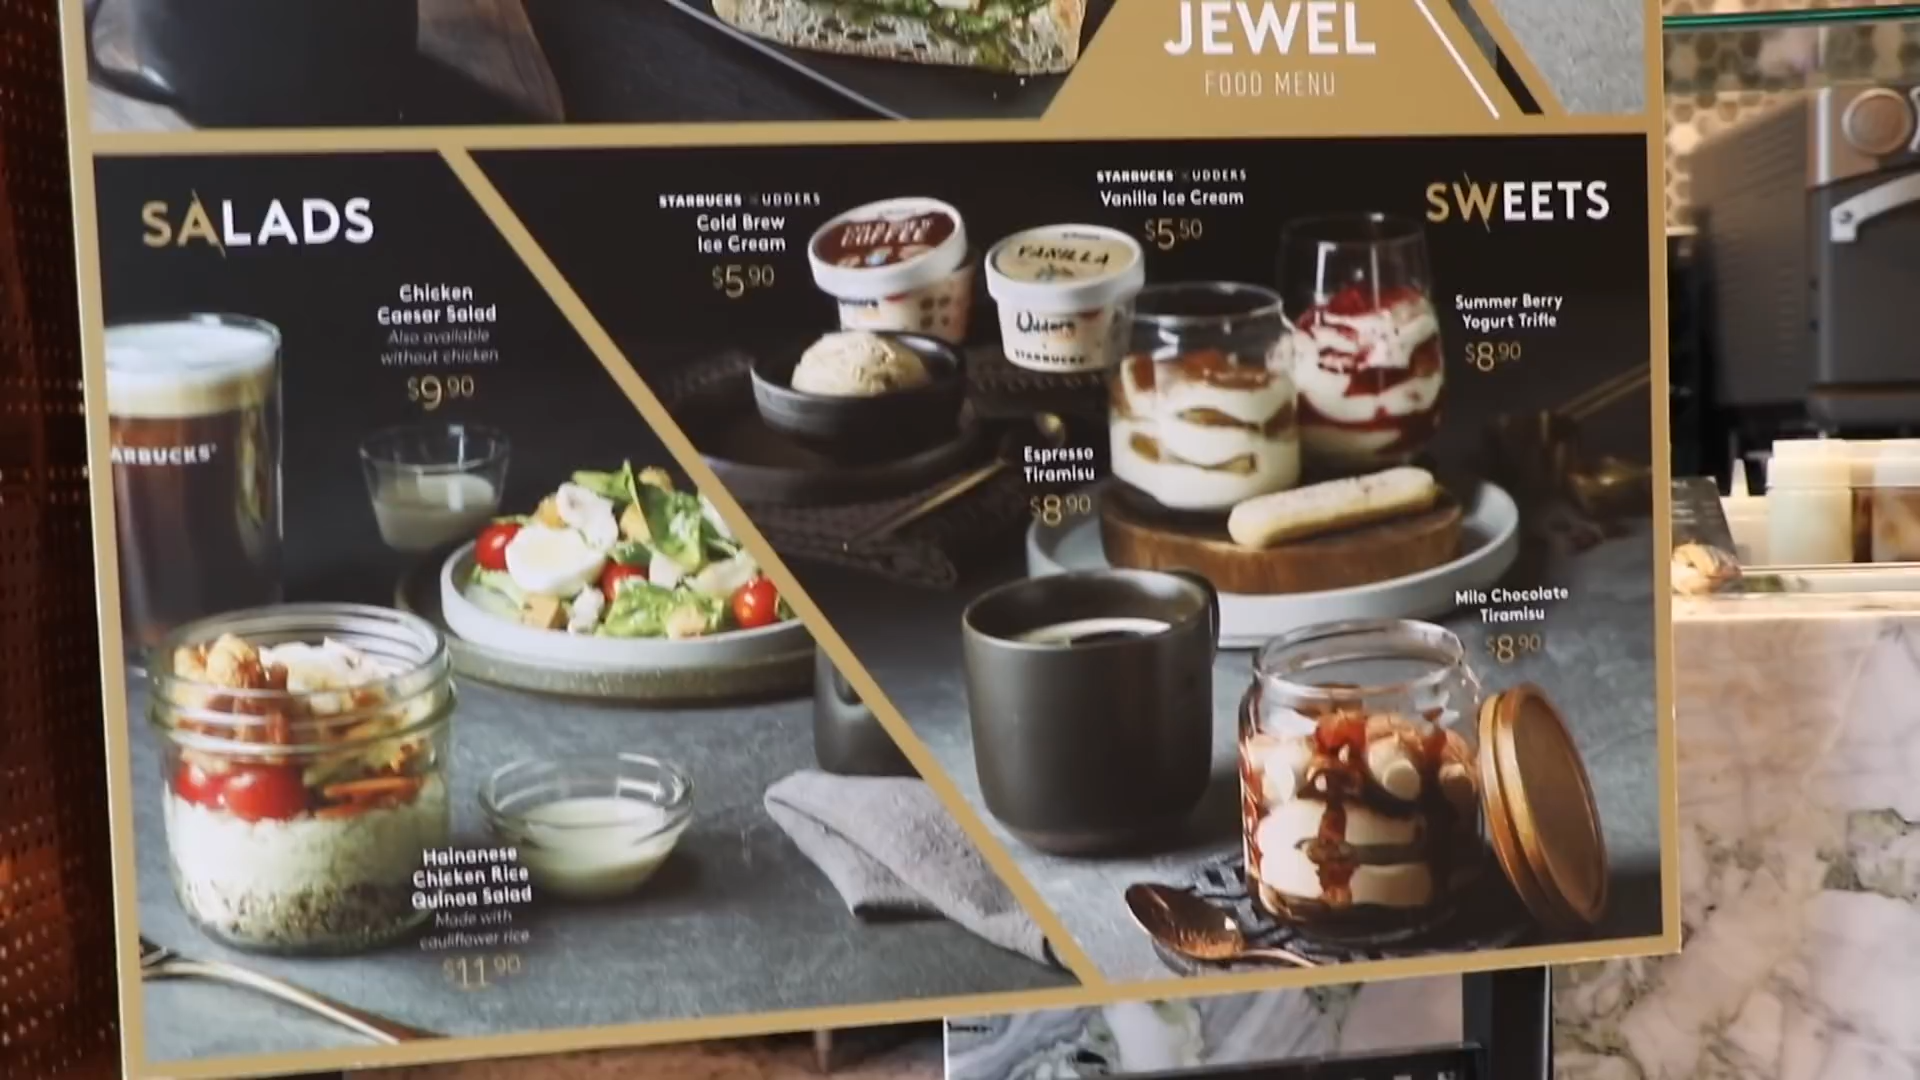 JEWEL
FOOD MENU
SALADS
Chicken
Caesar Salad
Also available
without chicken
$9.90
ARBUCKS
Hainanese
Chicken Rice
Quinoa Salad
Made with
cauliflower rice
$11.90
SWEETS
STARBUCKS UDDERS
Cold Brew
Ice Cream
$5.90
COFFEE
STARBUCKS UDDERS
Vanilla Ice Cream
$5.50
VANILLA
Udders
STARBUCKS
Summer Berry
Yogurt Trifle
$8.90
Espresso
Tiramisu
$8.90
Milo Chocolate
Tiramisu
$8.90